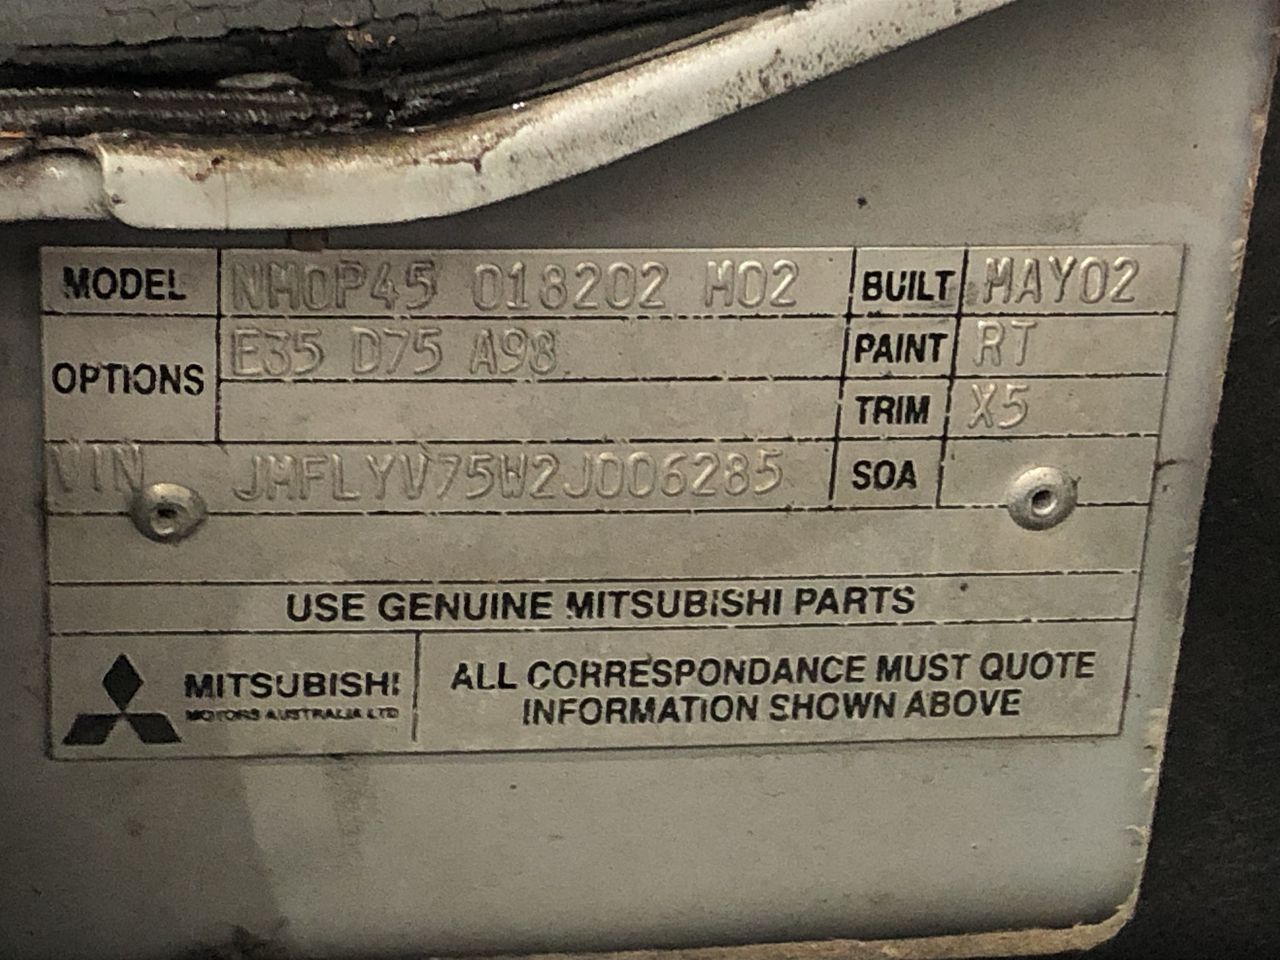 MODEL NM0P45 018202 M02 BUILT MAY02
OPTIONS E35 D75 A98 PAINT RT
TRIM X5
VIN JMFLYV75W2J006285 SOA
USE GENUINE MITSUBISHI PARTS
MITSUBISHI
MOTORS AUSTRALIA LTD
ALL CORRESPONDANCE MUST QUOTE
INFORMATION SHOWN ABOVE